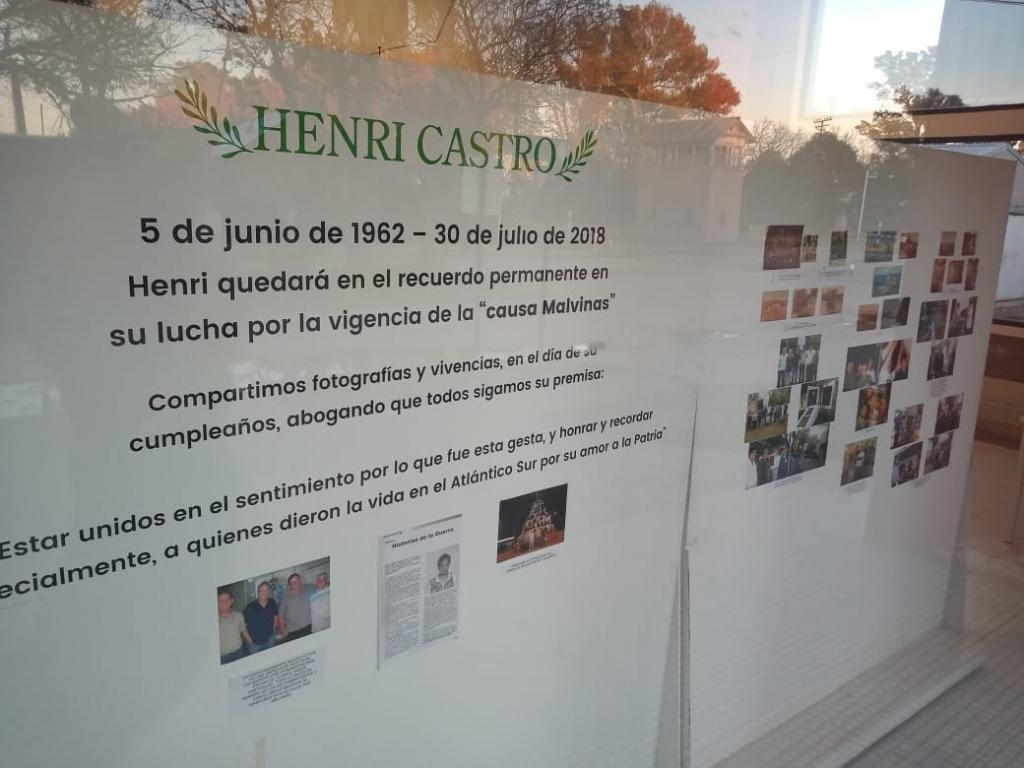 HENRI CASTRO
5 de junio de 1962 – 30 de julio de 2018
Henri quedará en el recuerdo permanente en
su lucha por la vigencia de la “causa Malvinas”
Compartimos fotografías y vivencias, en el día de su
cumpleaños, abogando que todos sigamos su premisa:
Estar unidos en el sentimiento por lo que fue esta gesta, y honrar y recordar
ecialmente, a quienes dieron la vida en el Atlántico Sur por su amor a la Patria"
Historias de la Guerra